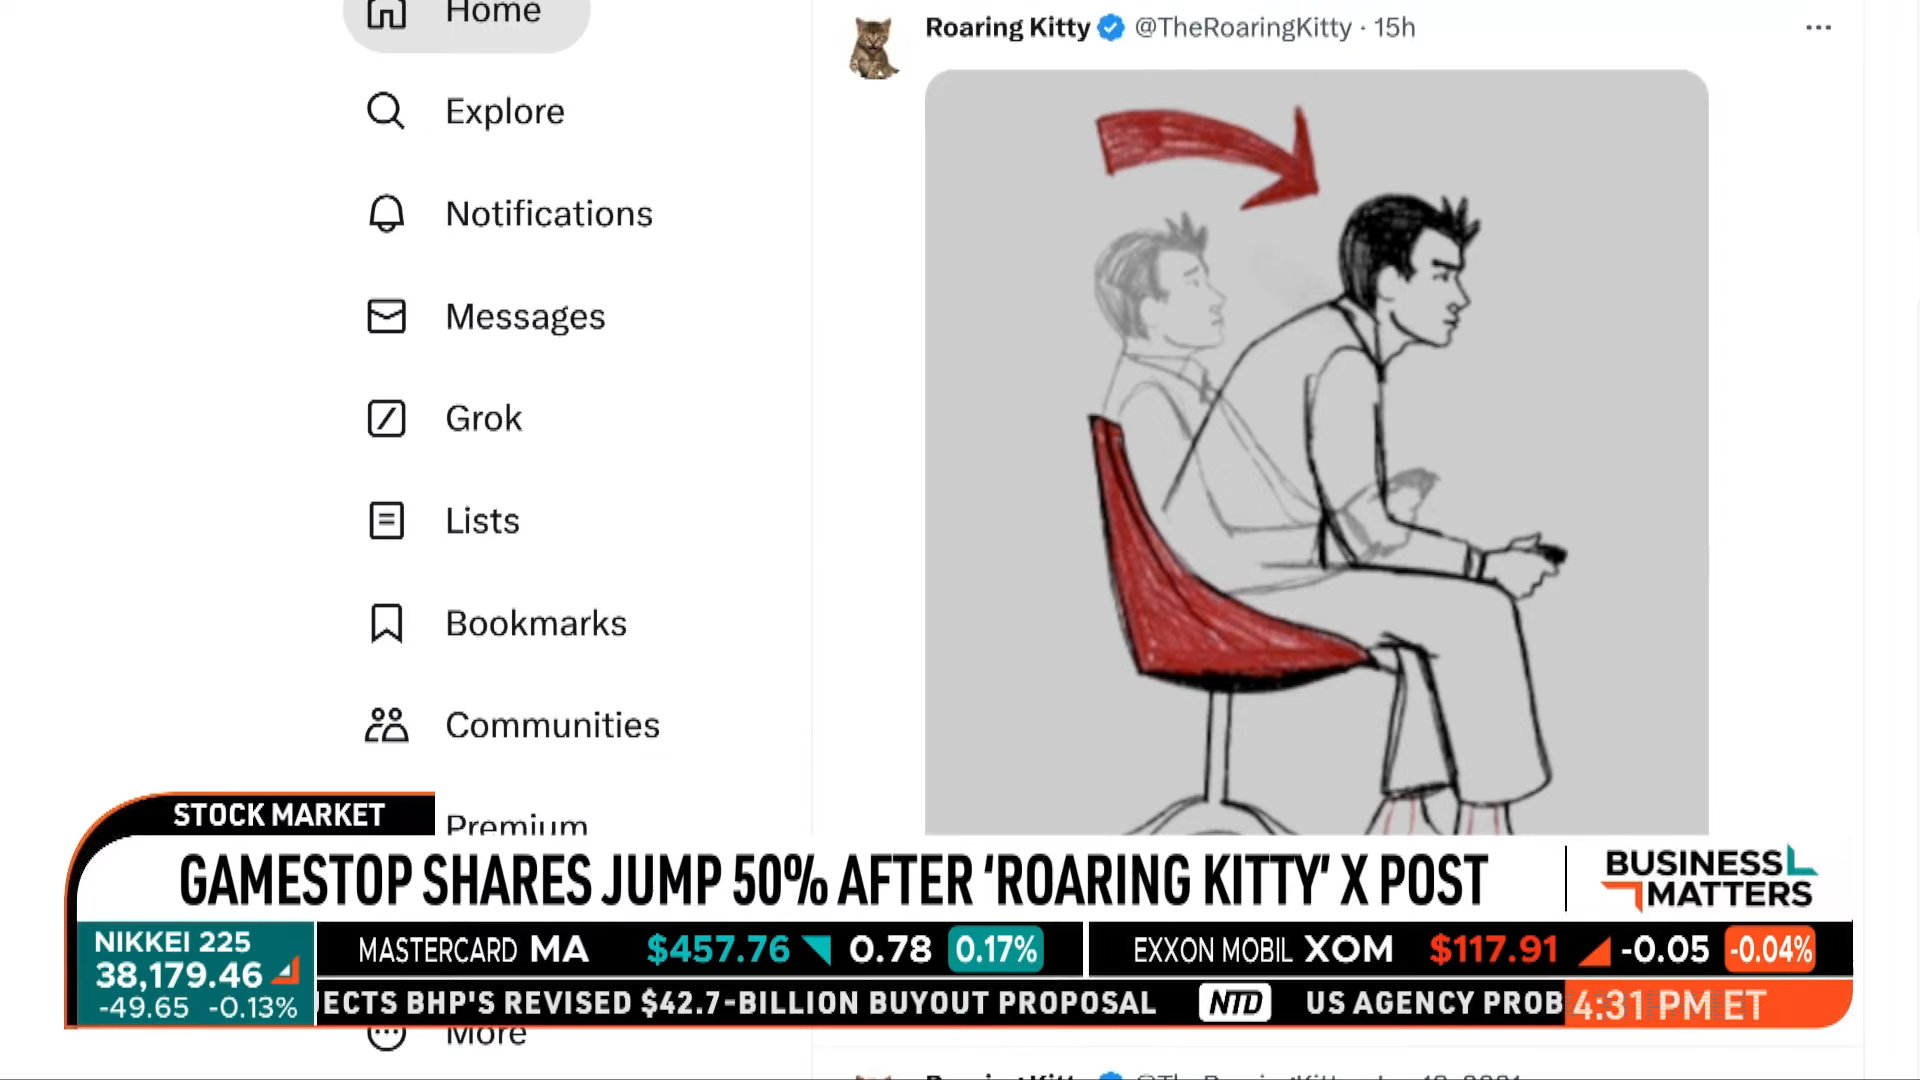 Home
Explore
Notifications
Messages
Grok
Lists
Bookmarks
Communities
Premium
More
Roaring Kitty @TheRoaringKitty · 15h
STOCK MARKET
GAMESTOP SHARES JUMP 50% AFTER ‘ROARING KITTY’ X POST
BUSINESS
MATTERS
NIKKEI 225
38,179.46
-49.65 -0.13%
MASTERCARD MA $457.76 0.78 0.17%
EXXON MOBIL XOM $117.91 -0.05 -0.04%
JECTS BHP'S REVISED $42.7-BILLION BUYOUT PROPOSAL NTD US AGENCY PROB
4:31 PM ET